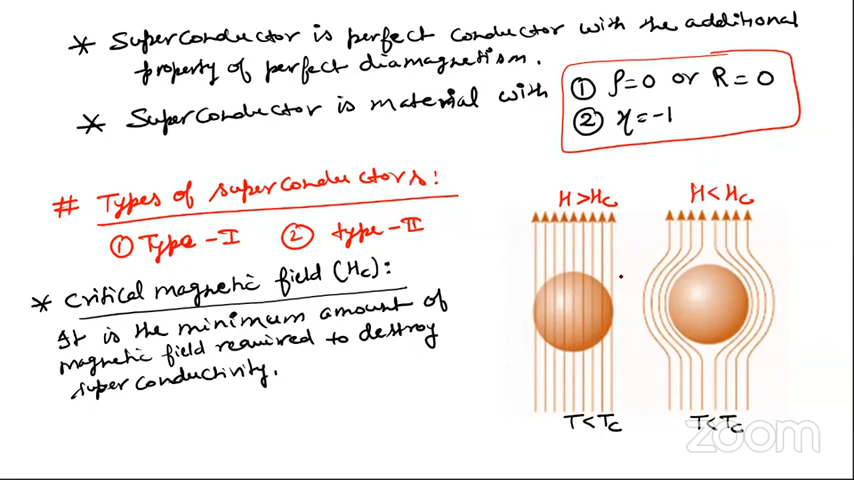 * Superconductor is perfect conductor with the additional
property of perfect diamagnetism.
* Superconductor is material with
① ρ=0 or R=0
② χ=-1
# Types of superconductors:
① Type-I ② type-II
* Critical magnetic field (Hc):
It is the minimum amount of
magnetic field required to destroy
super conductivity.
H>Hc H<Hc
T<Tc T<Tc
zoom